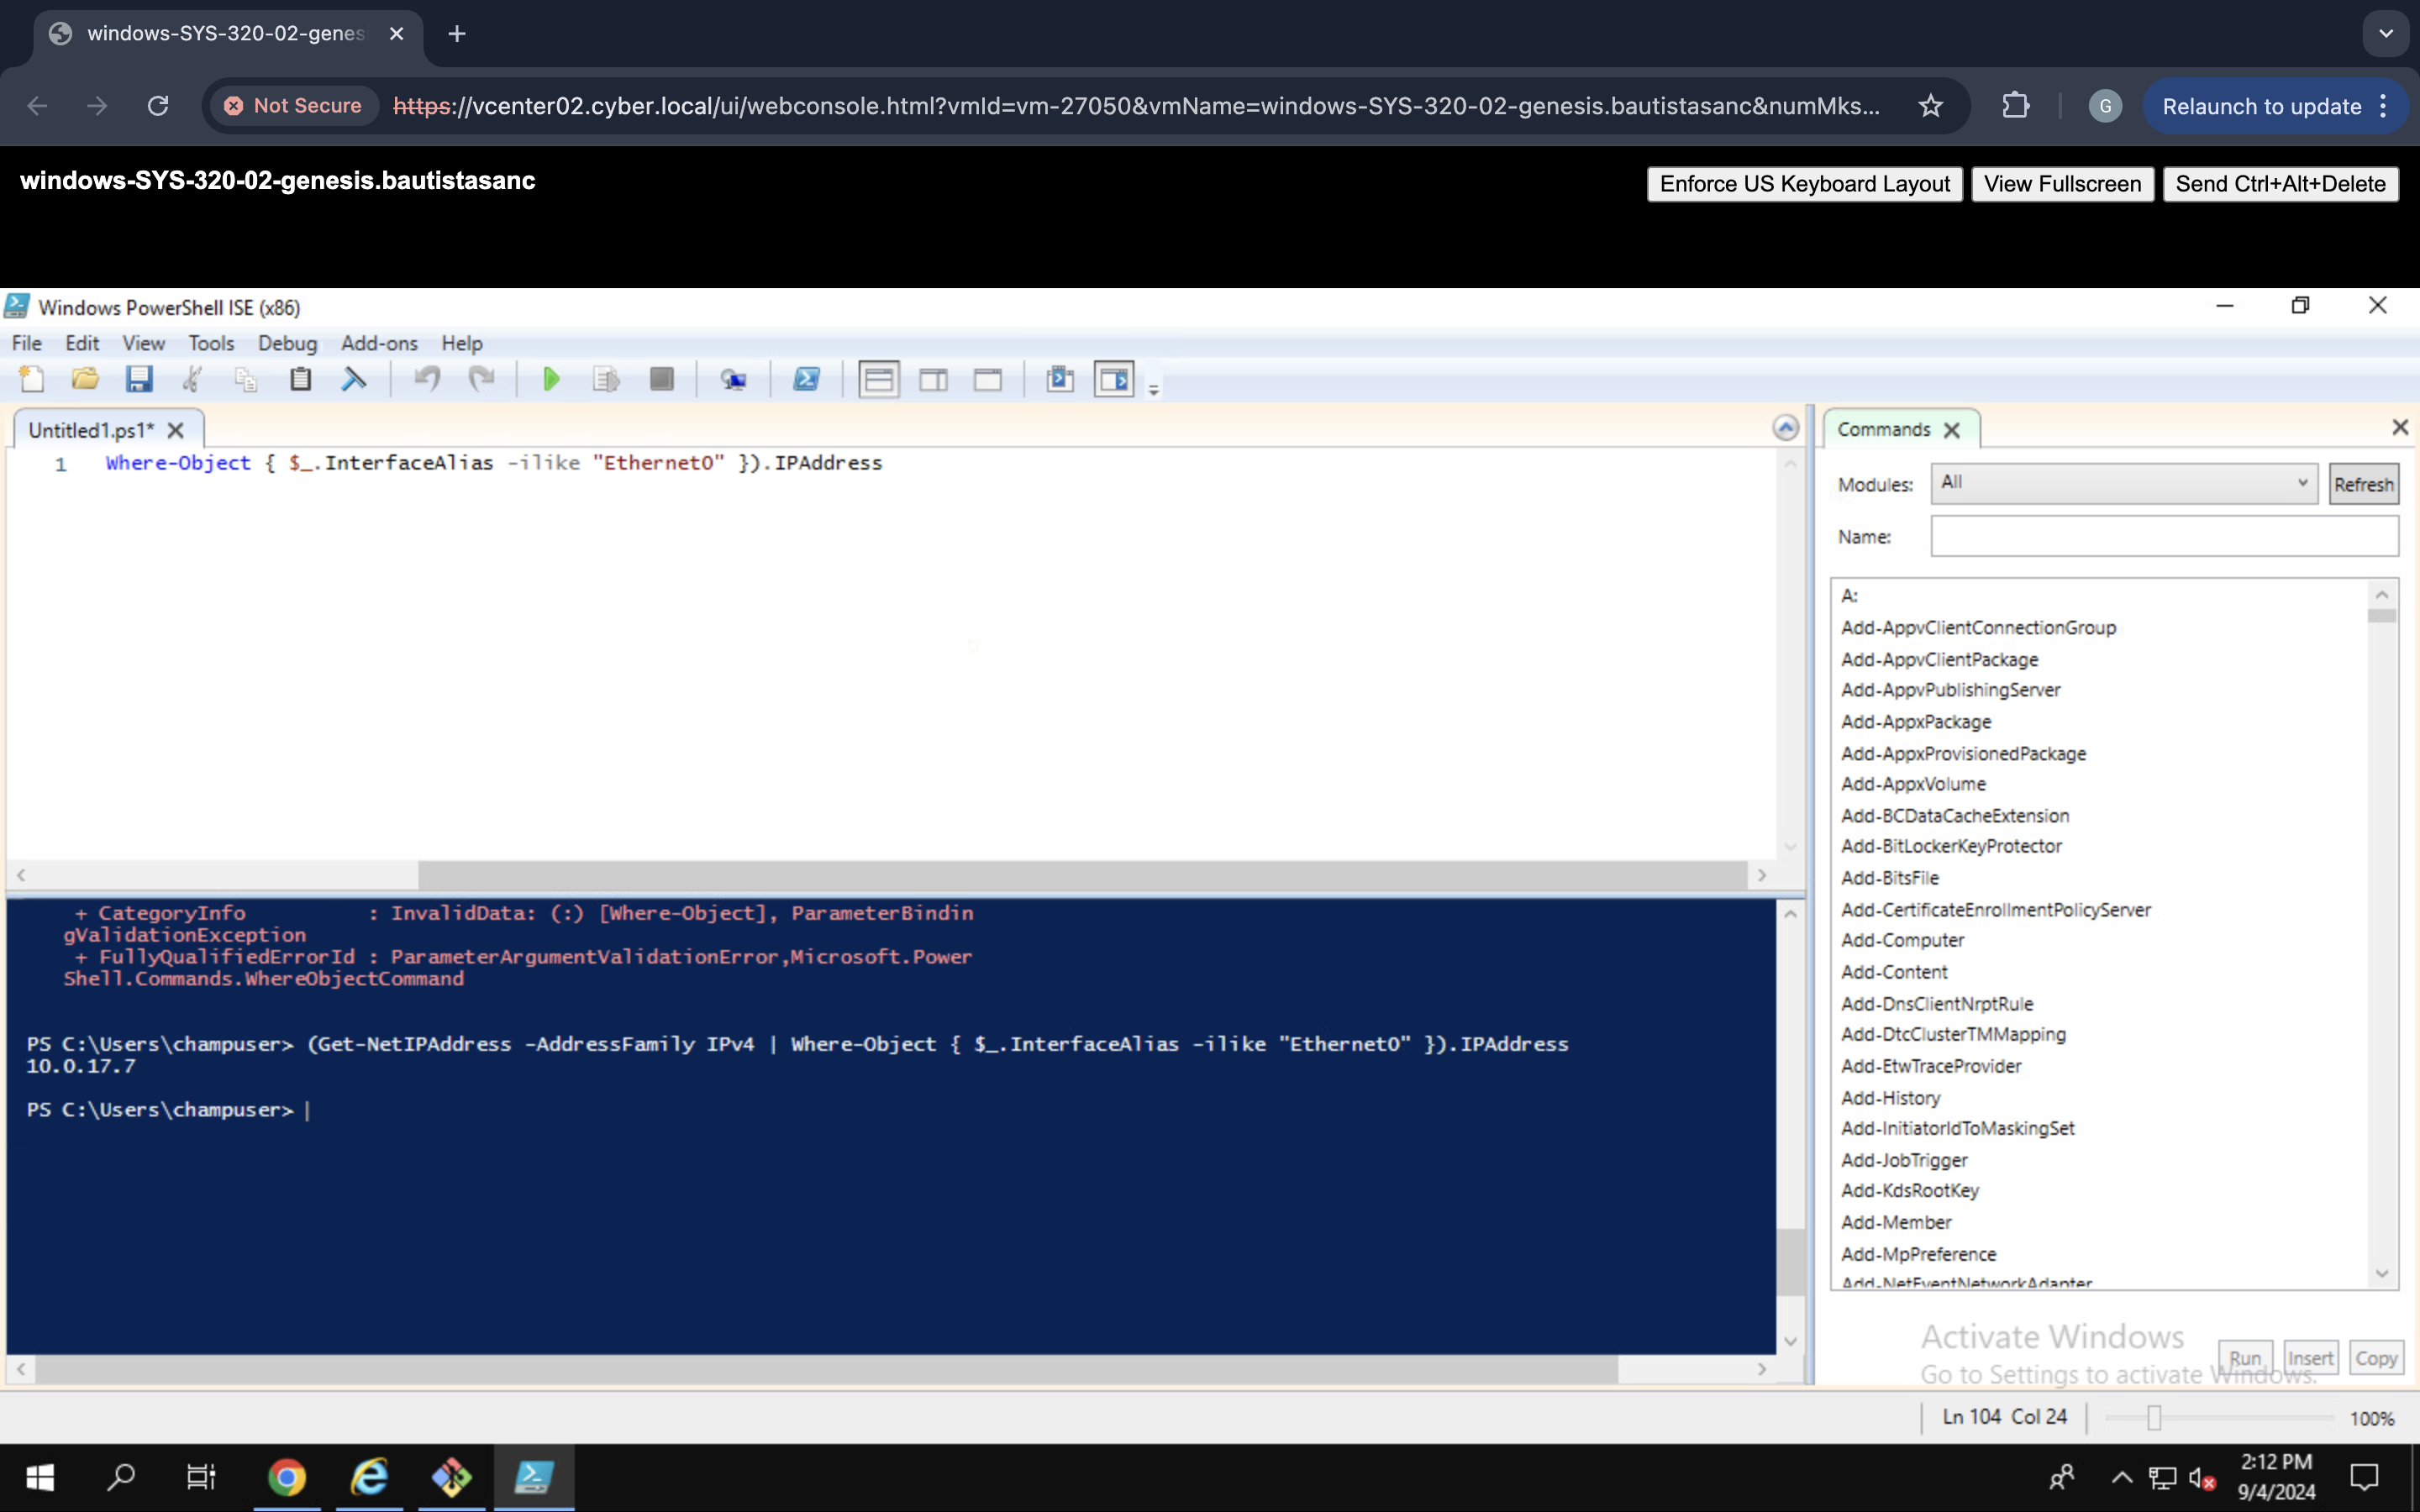 windows-SYS-320-02-genes
Not Secure
https://vcenter02.cyber.local/ui/webconsole.html?vmId=vm-27050&vmName=windows-SYS-320-02-genesis.bautistasanc&numMks...
G
Relaunch to update
windows-SYS-320-02-genesis.bautistasanc
Enforce US Keyboard Layout
View Fullscreen
Send Ctrl+Alt+Delete
Windows PowerShell ISE (x86)
File Edit View Tools Debug Add-ons Help
Untitled1.ps1*
1 Where-Object { $_.InterfaceAlias -ilike "Ethernet0" }).IPAddress
+ CategoryInfo : InvalidData: (:) [Where-Object], ParameterBindin
gValidationException
+ FullyQualifiedErrorId : ParameterArgumentValidationError,Microsoft.Power
Shell.Commands.WhereObjectCommand
PS C:\Users\champuser> (Get-NetIPAddress -AddressFamily IPv4 | Where-Object { $_.InterfaceAlias -ilike "Ethernet0" }).IPAddress
10.0.17.7
PS C:\Users\champuser>
Commands
Modules: All Refresh
Name:
A:
Add-AppvClientConnectionGroup
Add-AppvClientPackage
Add-AppvPublishingServer
Add-AppxPackage
Add-AppxProvisionedPackage
Add-AppxVolume
Add-BCDataCacheExtension
Add-BitLockerKeyProtector
Add-BitsFile
Add-CertificateEnrollmentPolicyServer
Add-Computer
Add-Content
Add-DnsClientNrptRule
Add-DtcClusterTMMapping
Add-EtwTraceProvider
Add-History
Add-InitiatorIdToMaskingSet
Add-JobTrigger
Add-KdsRootKey
Add-Member
Add-MpPreference
Add-NetEventNetworkAdapter
Activate Windows
Go to Settings to activate Windows.
Run Insert Copy
Ln 104 Col 24
100%
2:12 PM
9/4/2024